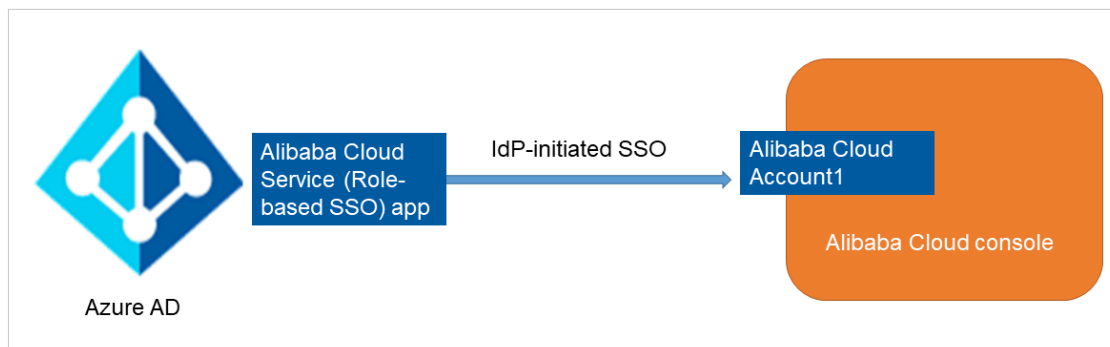 Alibaba Cloud
Service (Role-
based SSO) app
IdP-initiated SSO
Alibaba Cloud
Account1
Alibaba Cloud console
Azure AD